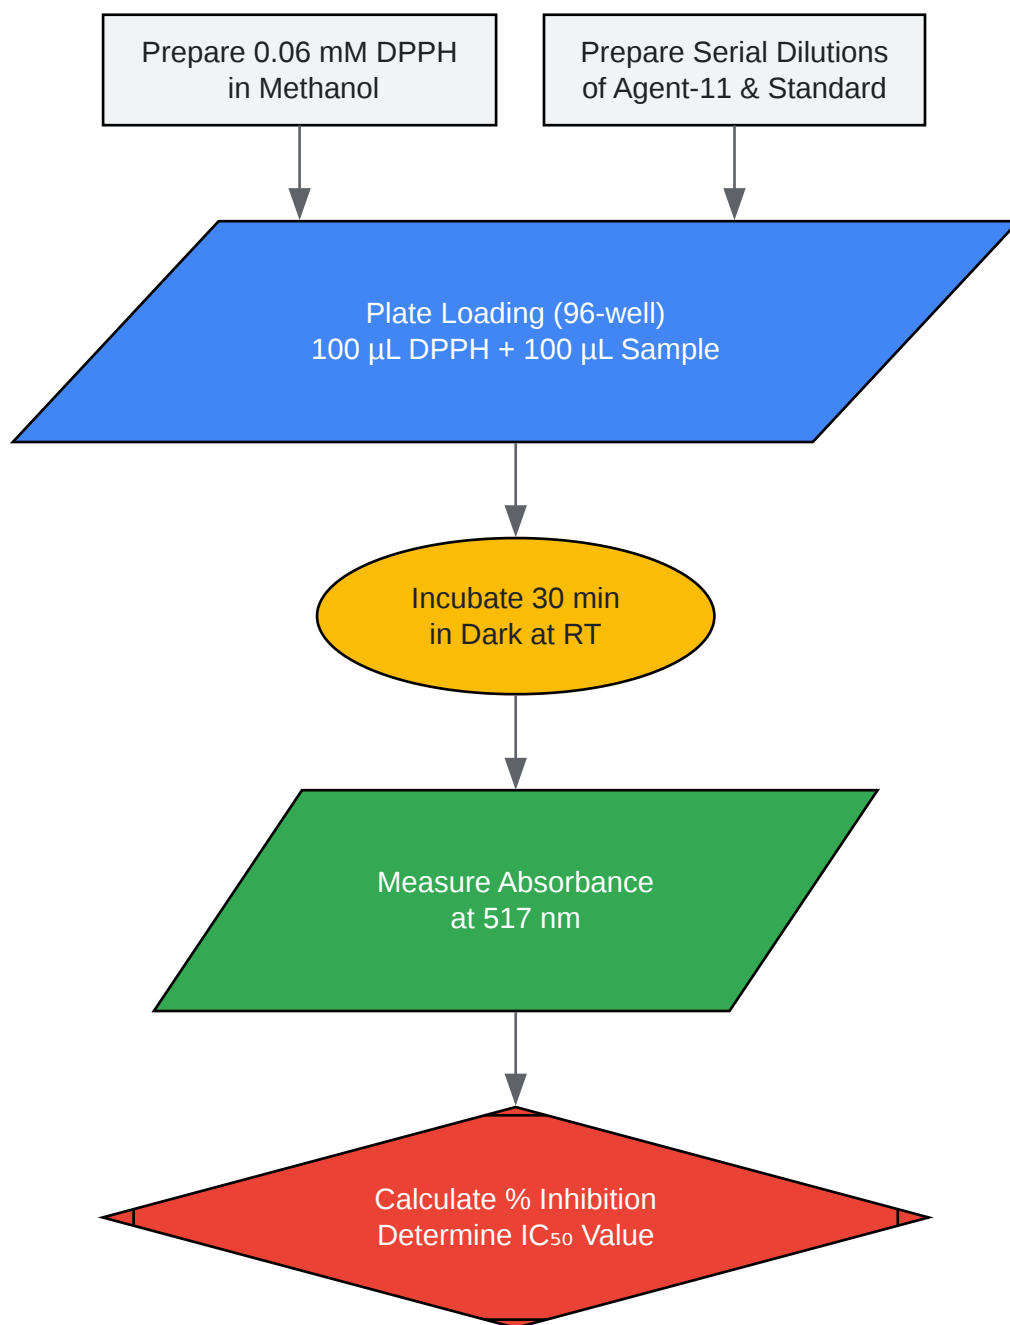 Prepare 0.06 mM DPPH
in Methanol
Prepare Serial Dilutions
of Agent-11 & Standard
Plate Loading (96-well)
100 µL DPPH + 100 µL Sample
Incubate 30 min
in Dark at RT
Measure Absorbance
at 517 nm
Calculate % Inhibition
Determine IC₅₀ Value